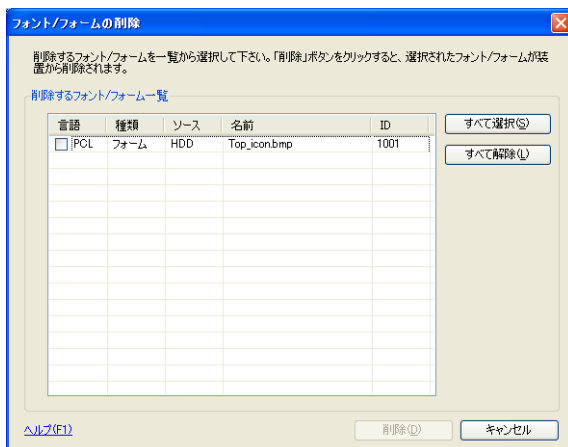 フォント/フォームの削除
削除するフォント/フォームを一覧から選択して下さい。「削除」ボタンをクリックすると、選択されたフォント/フォームが装
置から削除されます。
削除するフォント/フォーム一覧
言語 種類 ソース 名前 ID
PCL フォーム HDD Top_icon.bmp 1001
すべて選択(S)
すべて解除(L)
ヘルプ(F1)
削除(D)
キャンセル